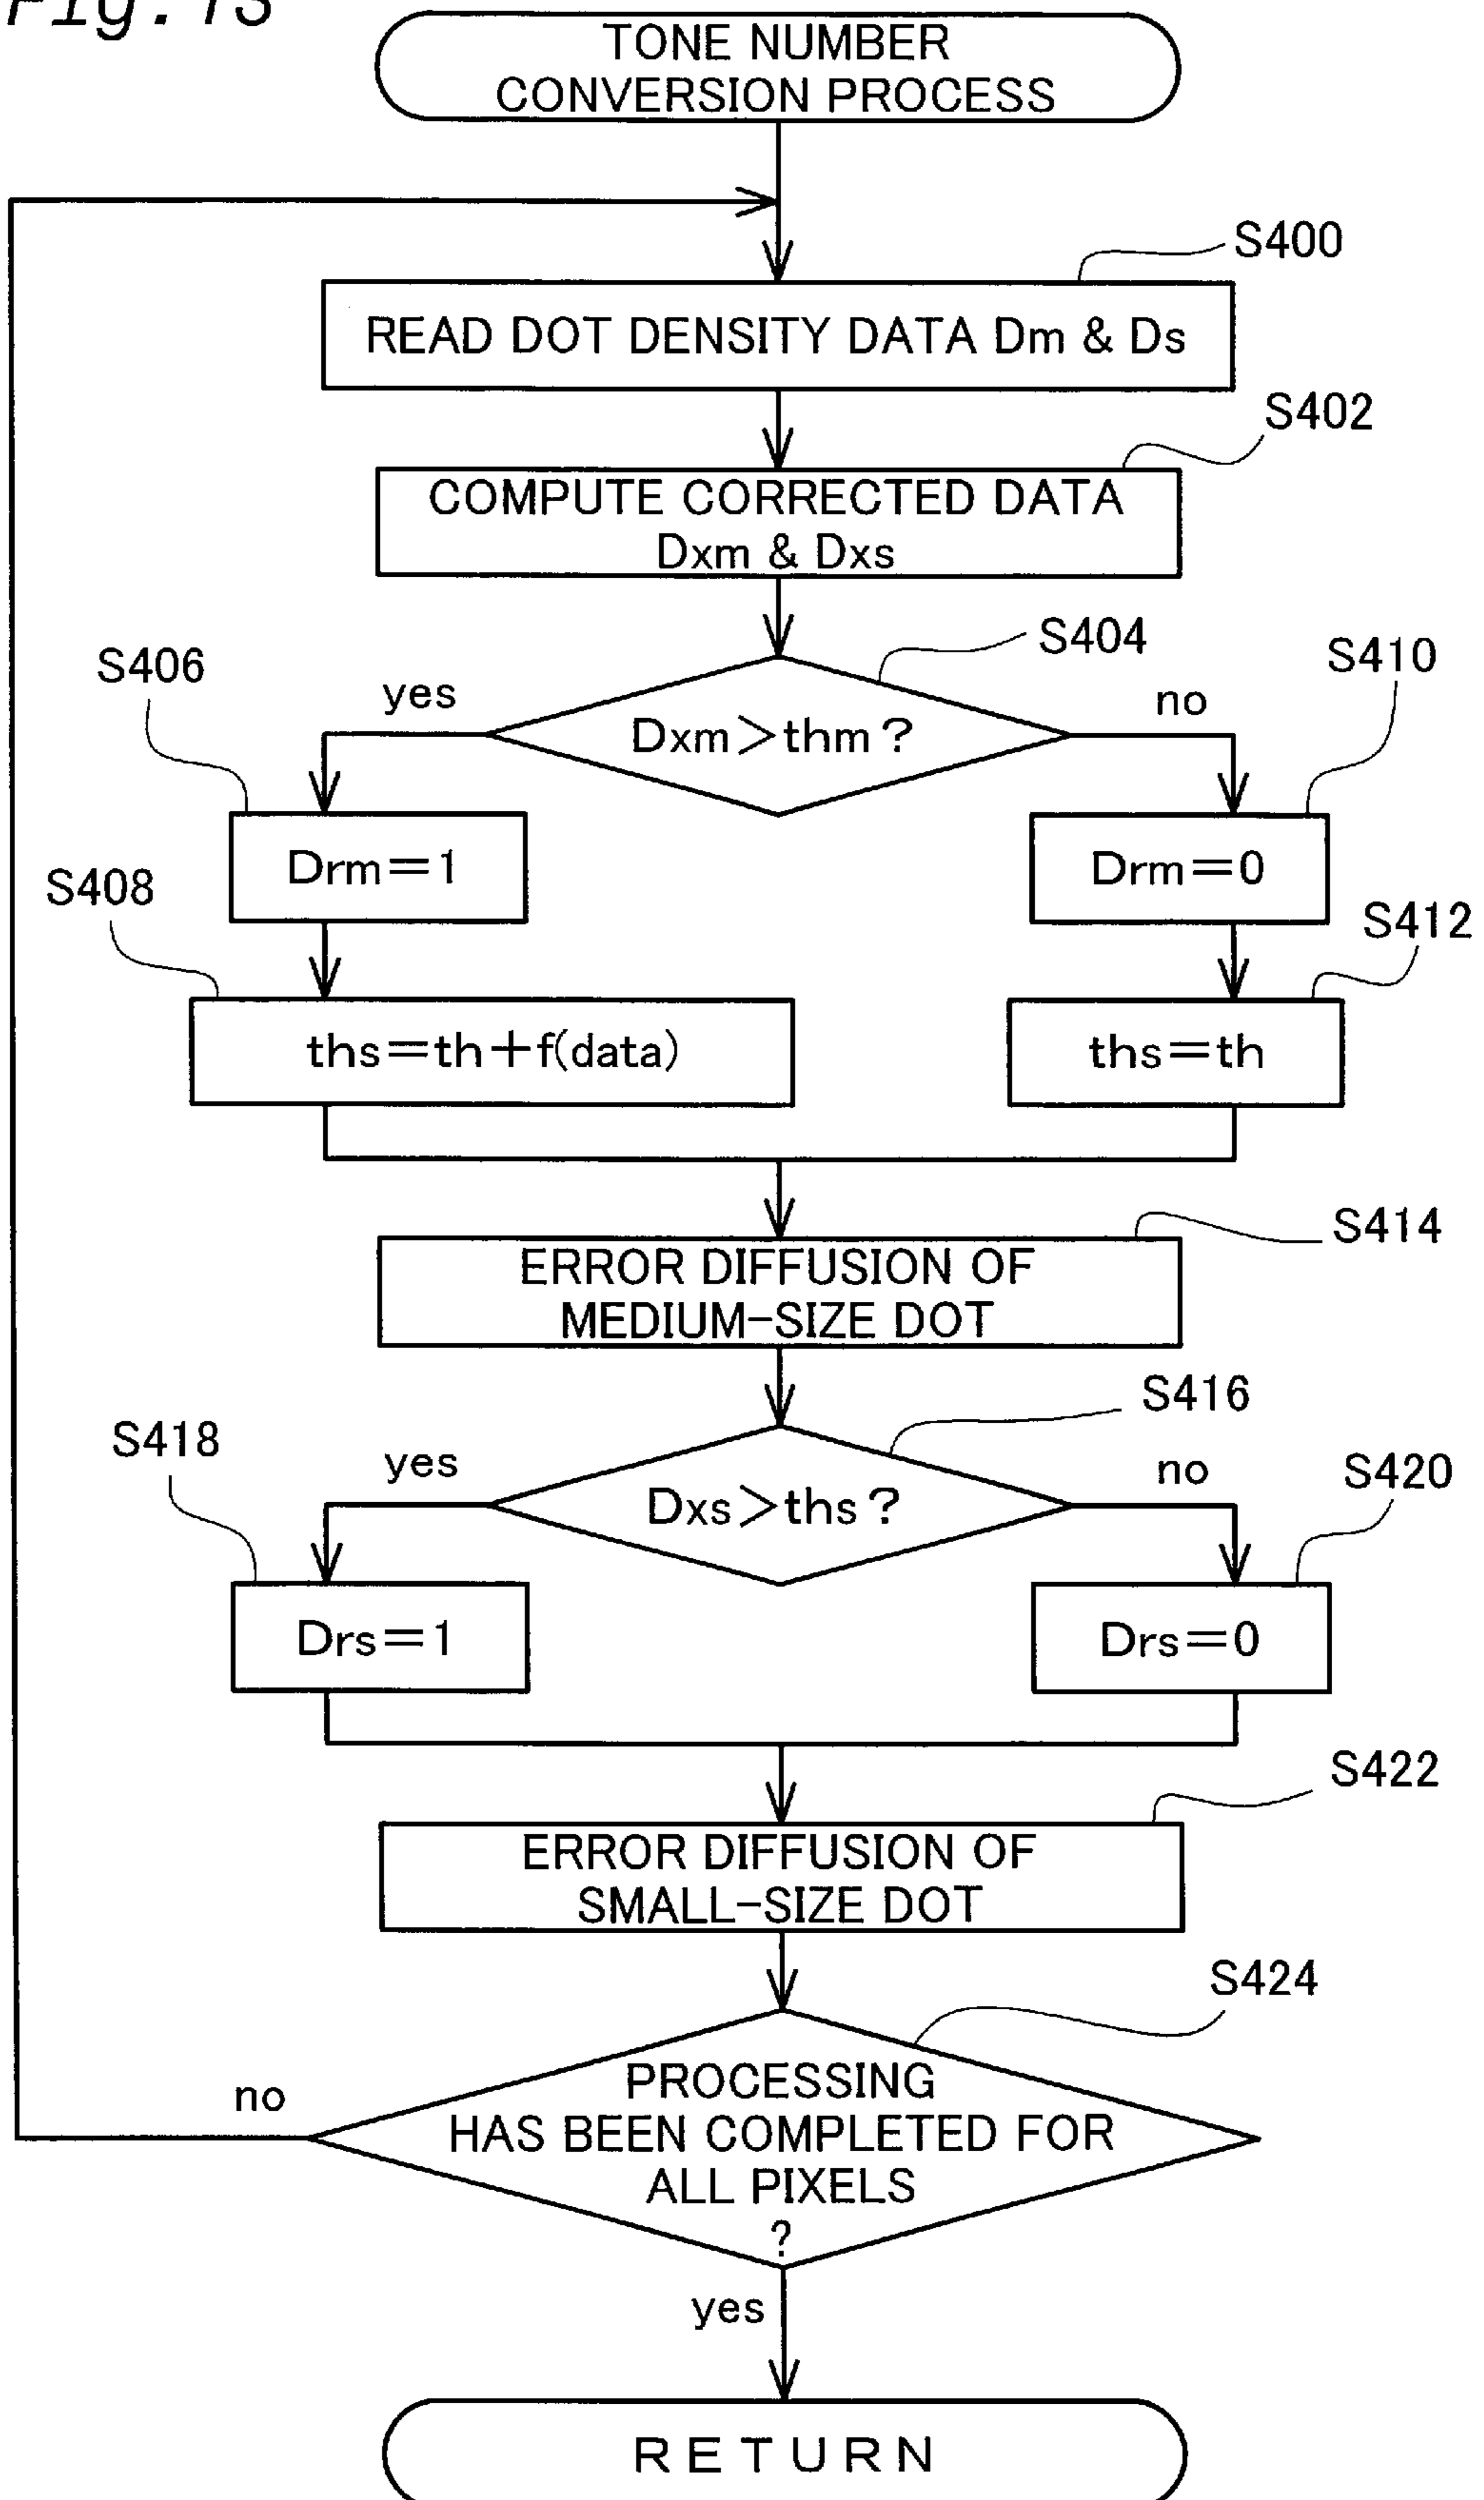 Fig. 13
TONE NUMBER
CONVERSION PROCESS
S400
READ DOT DENSITY DATA Dm & Ds
S402
COMPUTE CORRECTED DATA
Dxm & Dxs
S404
S406
S410
yes
no
Dxm>thm?
Drm=1
Drm=0
S408
S412
ths=th+f(data)
ths=th
S414
ERROR DIFFUSION OF
MEDIUM-SIZE DOT
S416
S418
yes
no
S420
Dxs>ths?
Drs=1
Drs=0
S422
ERROR DIFFUSION OF
SMALL-SIZE DOT
S424
no
PROCESSING
HAS BEEN COMPLETED FOR
ALL PIXELS
?
yes
RETURN